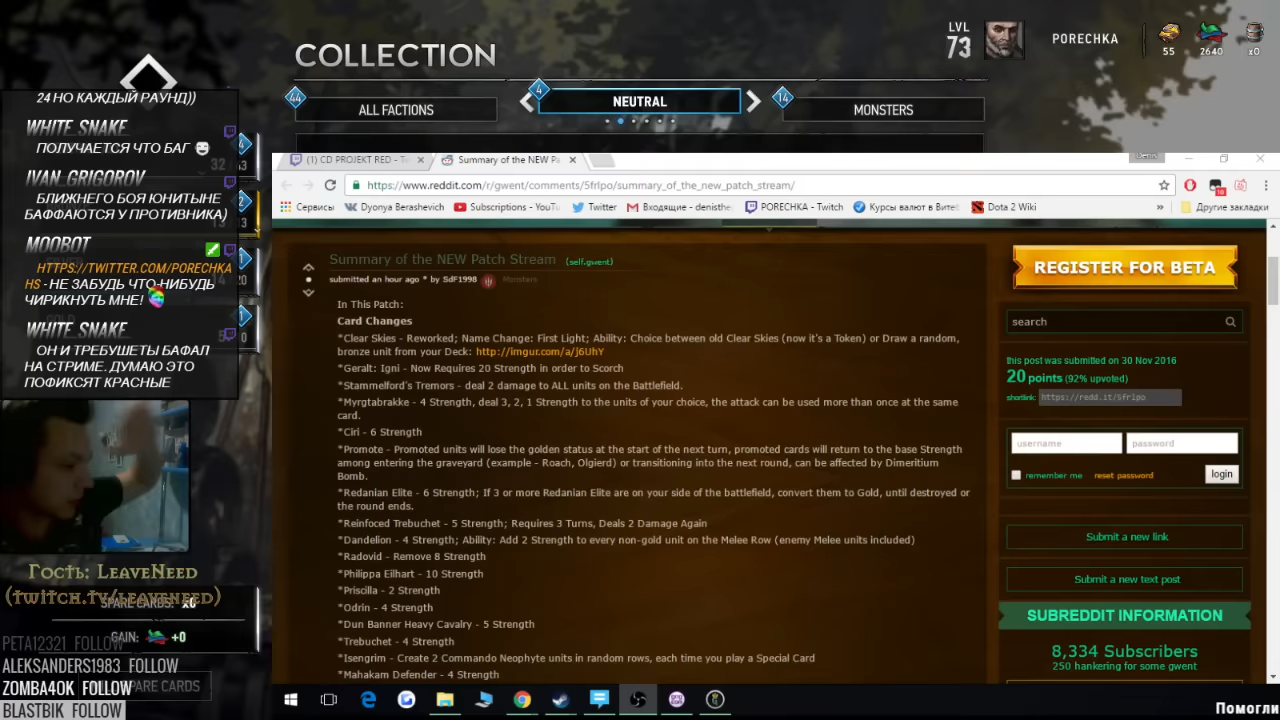 COLLECTION
LVL
73
PORECHKA
55
2640
x0
44
ALL FACTIONS
4
NEUTRAL
14
MONSTERS
24 НО КАЖДЫЙ РАУНД))
WHITE_SNAKE_
ПОЛУЧАЕТСЯ ЧТО БАГ
IVAN_GRIGOROV
БЛИЖНЕГО БОЯ ЮНИТЫНЕ
БАФФАЮТСЯ У ПРОТИВНИКА)
MOOBOT
HTTPS://TWITTER.COM/PORECHKA
HS - НЕ ЗАБУДЬ ЧТО-НИБУДЬ
ЧИРИКНУТЬ МНЕ!
WHITE_SNAKE_
ОН И ТРЕБУШЕТЫ БАФАЛ
НА СТРИМЕ. ДУМАЮ ЭТО
ПОФИКСЯТ КРАСНЫЕ
Гость: LeaveNeed
(twitch.tv/leaveneed)
SPARE CARDS: x0
GAIN: +0
PETA12321 FOLLOW
ALEKSANDERS1983 FOLLOW
ZOMBA4OK FOLLOW
BLASTBIK FOLLOW
(1) CD PROJEKT RED - Tw
Summary of the NEW Pa
Denis
https://www.reddit.com/r/gwent/comments/5frlpo/summary_of_the_new_patch_stream/
Сервисы
Dyonya Berashevich
Subscriptions - YouTu
Twitter
Входящие - denisthe
PORECHKA - Twitch
Курсы валют в Вите
Dota 2 Wiki
»
Другие закладки
Summary of the NEW Patch Stream (self.gwent)
submitted an hour ago * by SdF1998 Monsters
In This Patch:
Card Changes
*Clear Skies - Reworked; Name Change: First Light; Ability: Choice between old Clear Skies (now it's a Token) or Draw a random,
bronze unit from your Deck: http://imgur.com/a/j6UhY
*Geralt: Igni - Now Requires 20 Strength in order to Scorch
*Stammelford's Tremors - deal 2 damage to ALL units on the Battlefield.
*Myrgtabrakke - 4 Strength, deal 3, 2, 1 Strength to the units of your choice, the attack can be used more than once at the same
card.
*Ciri - 6 Strength
*Promote - Promoted units will lose the golden status at the start of the next turn, promoted cards will return to the base Strength
among entering the graveyard (example - Roach, Olgierd) or transitioning into the next round, can be affected by Dimeritium
Bomb.
*Redanian Elite - 6 Strength; If 3 or more Redanian Elite are on your side of the battlefield, convert them to Gold, until destroyed or
the round ends.
*Reinfoced Trebuchet - 5 Strength; Requires 3 Turns, Deals 2 Damage Again
*Dandelion - 4 Strength; Ability: Add 2 Strength to every non-gold unit on the Melee Row (enemy Melee units included)
*Radovid - Remove 8 Strength
*Philippa Eilhart - 10 Strength
*Priscilla - 2 Strength
*Odrin - 4 Strength
*Dun Banner Heavy Cavalry - 5 Strength
*Trebuchet - 4 Strength
*Isengrim - Create 2 Commando Neophyte units in random rows, each time you play a Special Card
*Mahakam Defender - 4 Strength
REGISTER FOR BETA
search
this post was submitted on 30 Nov 2016
20 points (92% upvoted)
shortlink: https://redd.it/5frlpo
username
password
remember me
reset password
login
Submit a new link
Submit a new text post
SUBREDDIT INFORMATION
8,334 Subscribers
250 hankering for some gwent
Помогли